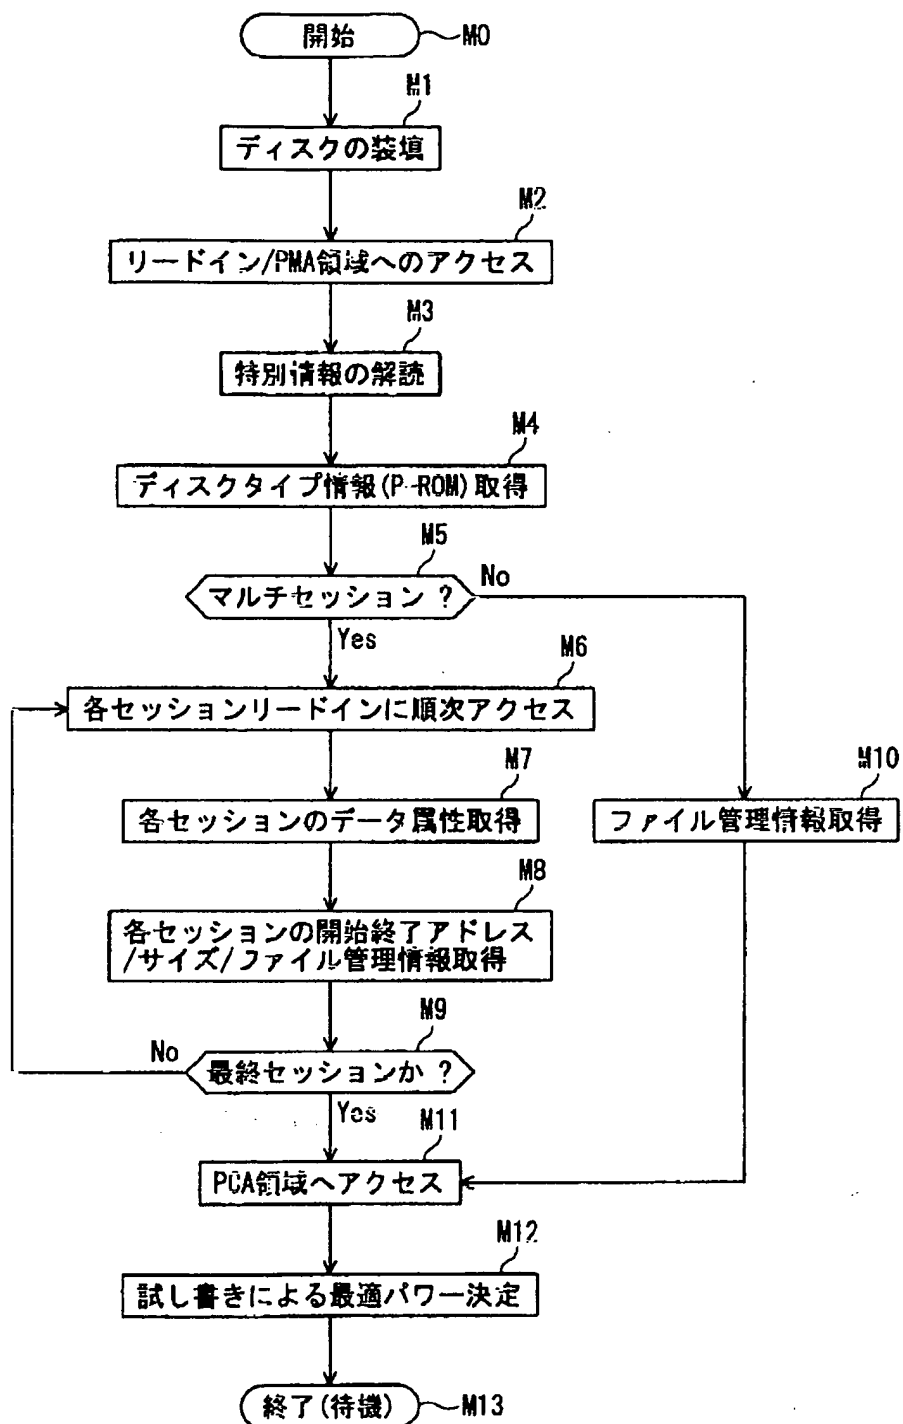 開始
M0
M1
ディスクの装填
M2
リードイン/PMA領域へのアクセス
M3
特別情報の解読
M4
ディスクタイプ情報(P-ROM)取得
M5
マルチセッション?
No
Yes
M6
各セッションリードインに順次アクセス
M7
各セッションのデータ属性取得
M10
ファイル管理情報取得
M8
各セッションの開始終了アドレス
/サイズ/ファイル管理情報取得
M9
最終セッションか?
No
Yes
M11
PCA領域へアクセス
M12
試し書きによる最適パワー決定
終了(待機)
M13